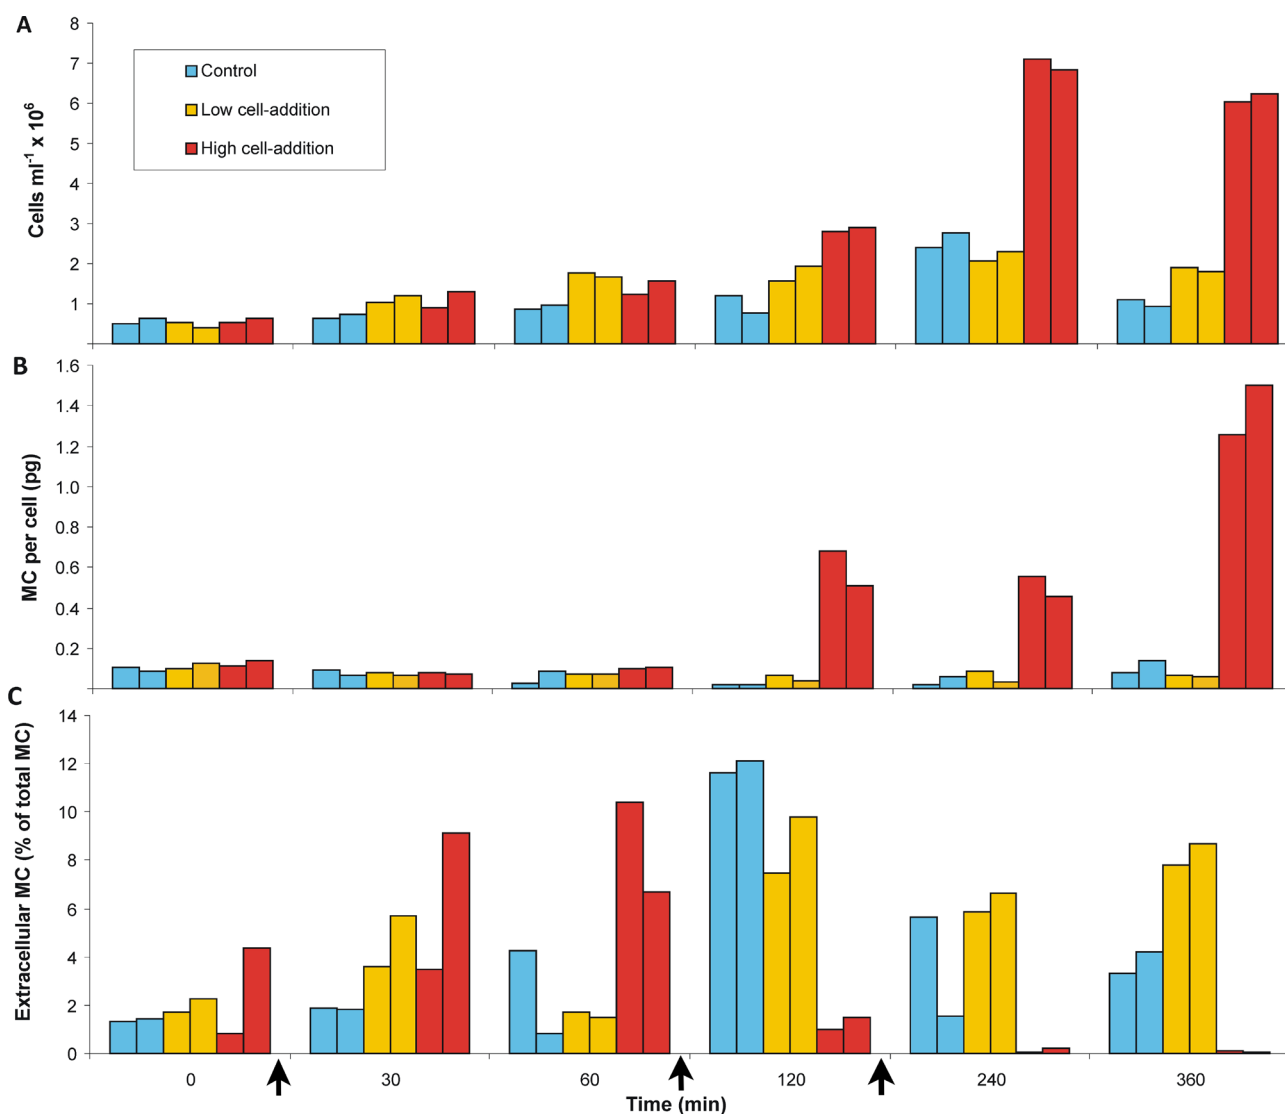 A
8
7
6
5
4
3
2
1
Cells ml⁻¹ x 10⁶
Control
Low cell-addition
High cell-addition
B
1.6
1.4
1.2
1.0
0.8
0.6
0.4
0.2
MC per cell (pg)
C
14
12
10
8
6
4
2
0
Extracellular MC (% of total MC)
0 30 60 120 240 360
Time (min)